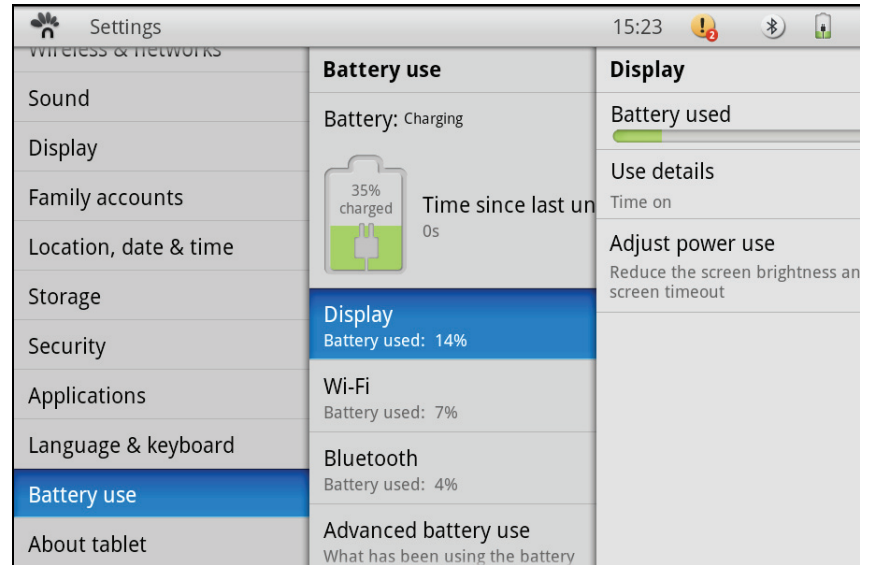 Settings
15:23
2
Wireless & networks
Sound
Display
Family accounts
Location, date & time
Storage
Security
Applications
Language & keyboard
Battery use
About tablet
Battery use
Battery: Charging
35%
charged
Time since last un
0s
Display
Battery used: 14%
Wi-Fi
Battery used: 7%
Bluetooth
Battery used: 4%
Advanced battery use
What has been using the battery
Display
Battery used
Use details
Time on
Adjust power use
Reduce the screen brightness an
screen timeout